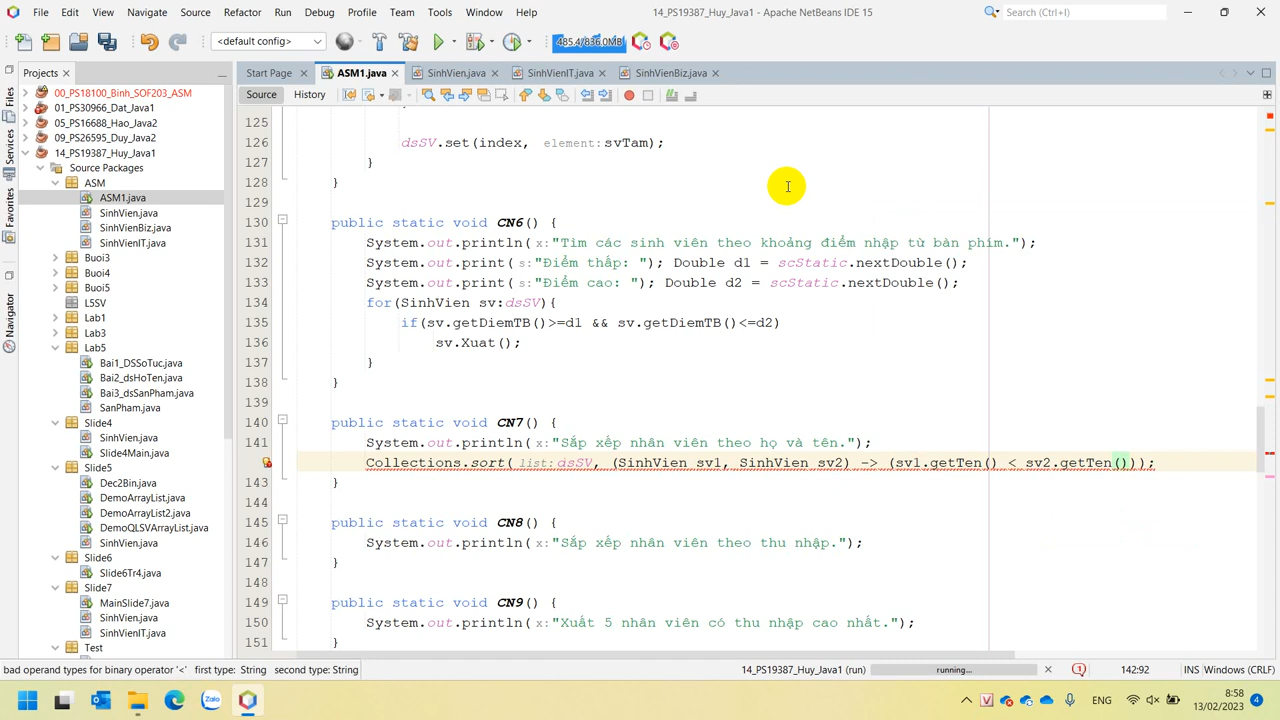 File Edit View Navigate Source Refactor Run Debug Profile Team Tools Window Help
14_PS19387_Huy_Java1 - Apache NetBeans IDE 15
Search (Ctrl+I)
<default config>
485.4/836.0MB
Projects
Start Page
ASM1.java
SinhVien.java
SinhVienIT.java
SinhVienBiz.java
Source History
Files
Services
Favorites
Navigator
00_PS18100_Binh_SOF203_ASM
01_PS30966_Dat_Java1
05_PS16688_Hao_Java2
09_PS26595_Duy_Java2
14_PS19387_Huy_Java1
Source Packages
ASM
ASM1.java
SinhVien.java
SinhVienBiz.java
SinhVienIT.java
Buoi3
Buoi4
Buoi5
L5SV
Lab1
Lab3
Lab5
Bai1_DSSoTuc.java
Bai2_dsHoTen.java
Bai3_dsSanPham.java
SanPham.java
Slide4
SinhVien.java
Slide4Main.java
Slide5
Dec2Bin.java
DemoArrayList.java
DemoArrayList2.java
DemoQLSVArrayList.java
SinhVien.java
Slide6
Slide6Tr4.java
Slide7
MainSlide7.java
SinhVien.java
SinhVienIT.java
Test
125
126 dsSV.set(index, element:svTam);
127 }
128 }
129
130 public static void CN6() {
131 System.out.println(x:"Tìm các sinh viên theo khoảng điểm nhập từ bàn phím.");
132 System.out.print(s:"Điểm thấp: "); Double d1 = scStatic.nextDouble();
133 System.out.print(s:"Điểm cao: "); Double d2 = scStatic.nextDouble();
134 for(SinhVien sv:dsSV){
135 if(sv.getDiemTB()>=d1 && sv.getDiemTB()<=d2)
136 sv.Xuat();
137 }
138 }
139
140 public static void CN7() {
141 System.out.println(x:"Sắp xếp nhân viên theo họ và tên.");
Collections.sort(list:dsSV, (SinhVien sv1, SinhVien sv2) -> (sv1.getTen() < sv2.getTen()));
143 }
144
145 public static void CN8() {
146 System.out.println(x:"Sắp xếp nhân viên theo thu nhập.");
147 }
148
149 public static void CN9() {
150 System.out.println(x:"Xuất 5 nhân viên có thu nhập cao nhất.");
151 }
bad operand types for binary operator '<' first type: String second type: String
14_PS19387_Huy_Java1 (run)
running...
1
142:92
INS
Windows (CRLF)
Zalo
V
ENG
8:58
13/02/2023
4